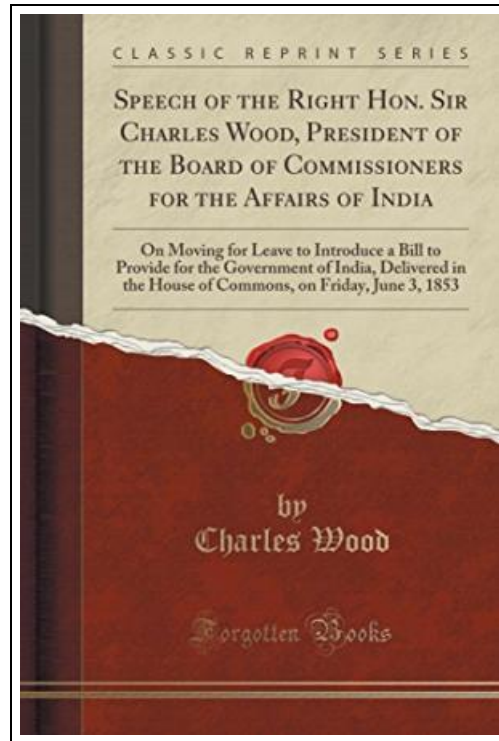 CLASSIC REPRINT SERIES
SPEECH OF THE RIGHT HON. SIR
CHARLES WOOD, PRESIDENT OF
THE BOARD OF COMMISSIONERS
FOR THE AFFAIRS OF INDIA
On Moving for Leave to Introduce a Bill to
Provide for the Government of India, Delivered in
the House of Commons, on Friday, June 3, 1853
by
Charles Wood
Forgotten Books